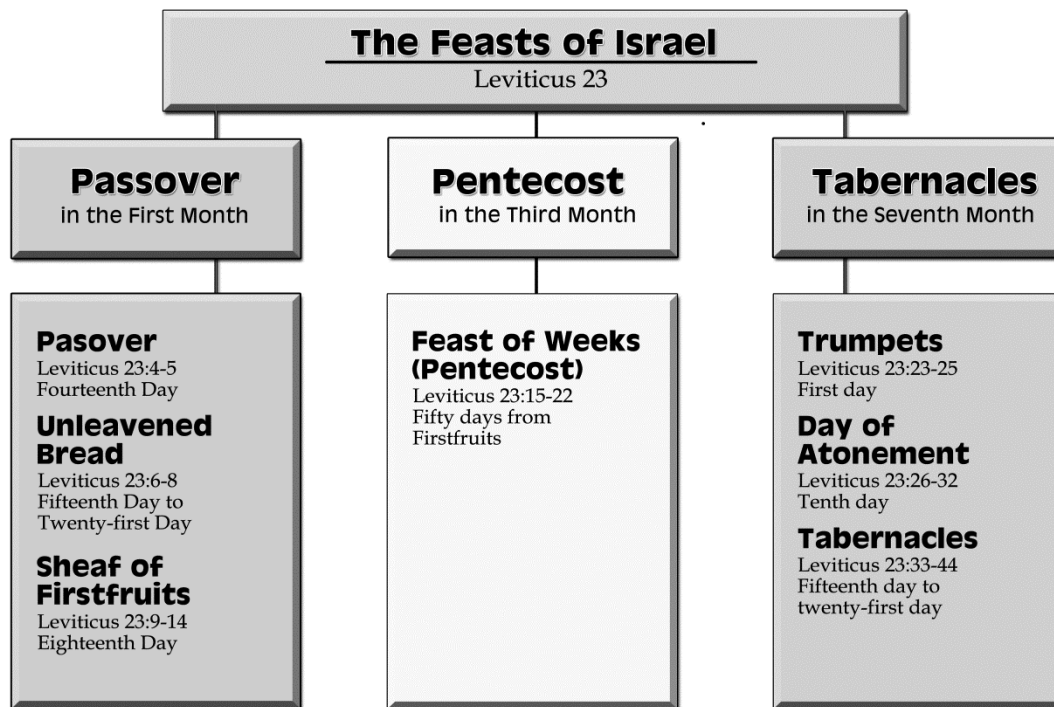 The Feasts of Israel
Leviticus 23
Passover
in the First Month
Pasover
Leviticus 23:4-5
Fourteenth Day
Unleavened
Bread
Leviticus 23:6-8
Fifteenth Day to
Twenty-first Day
Sheaf of
Firstfruits
Leviticus 23:9-14
Eighteenth Day
Pentecost
in the Third Month
Feast of Weeks
(Pentecost)
Leviticus 23:15-22
Fifty days from
Firstfruits
Tabernacles
in the Seventh Month
Trumpets
Leviticus 23:23-25
First day
Day of
Atonement
Leviticus 23:26-32
Tenth day
Tabernacles
Leviticus 23:33-44
Fifteenth day to
twenty-first day